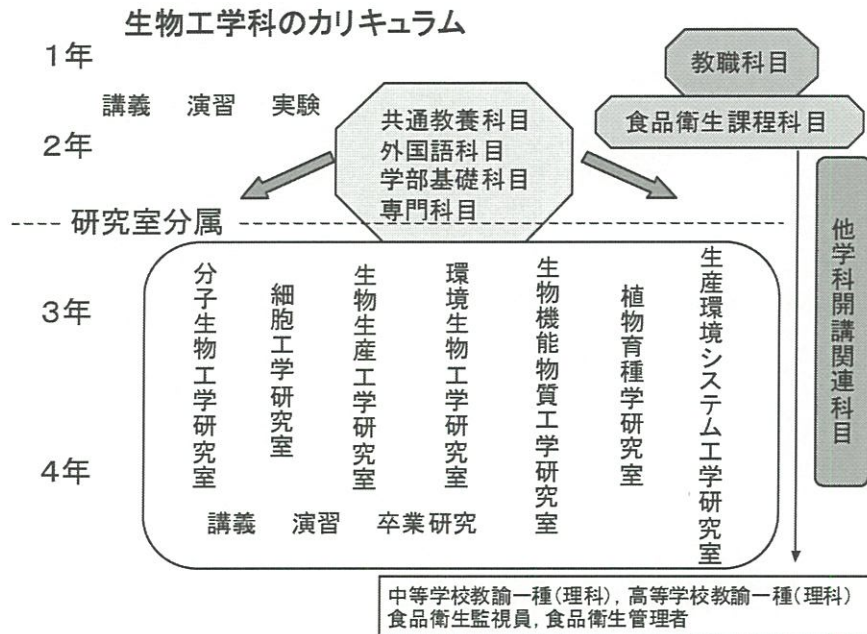 生物工学科のカリキュラム
1年
教職科目
講義 演習 実験
食品衛生課程科目
2年
共通教養科目
外国語科目
学部基礎科目
専門科目
研究室分属
他学科開講関連科目
3年
分子生物工学研究室
細胞工学研究室
生物生産工学研究室
環境生物工学研究室
生物機能物質工学研究室
植物育種学研究室
生産環境システム工学研究室
4年
講義 演習 卒業研究
中等学校教諭一種(理科), 高等学校教諭一種(理科)
食品衛生監視員, 食品衛生管理者